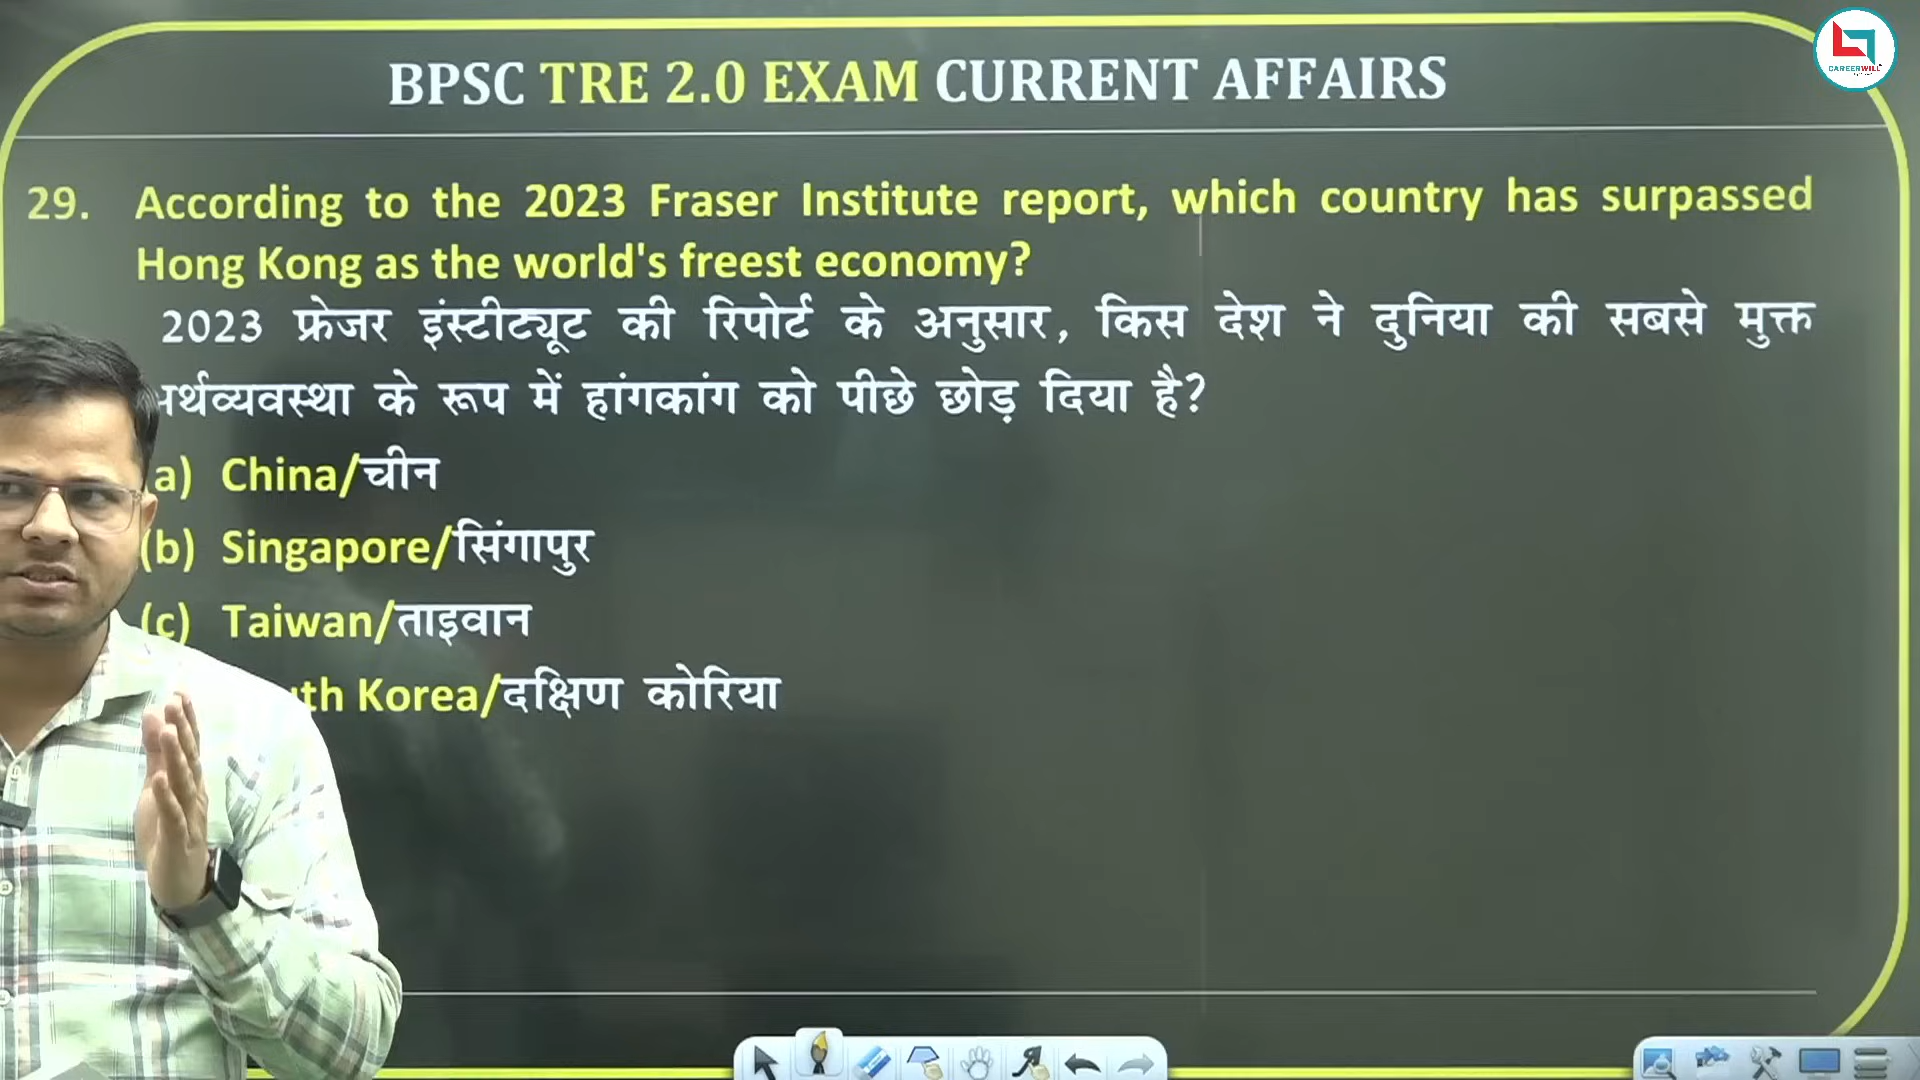 BPSC TRE 2.0 EXAM CURRENT AFFAIRS
CAREERWILL
29. According to the 2023 Fraser Institute report, which country has surpassed
Hong Kong as the world's freest economy?
2023 फ्रेजर इंस्टीट्यूट की रिपोर्ट के अनुसार, किस देश ने दुनिया की सबसे मुक्त
र्थव्यवस्था के रूप में हांगकांग को पीछे छोड़ दिया है?
a) China/चीन
(b) Singapore/सिंगापुर
(c) Taiwan/ताइवान
th Korea/दक्षिण कोरिया